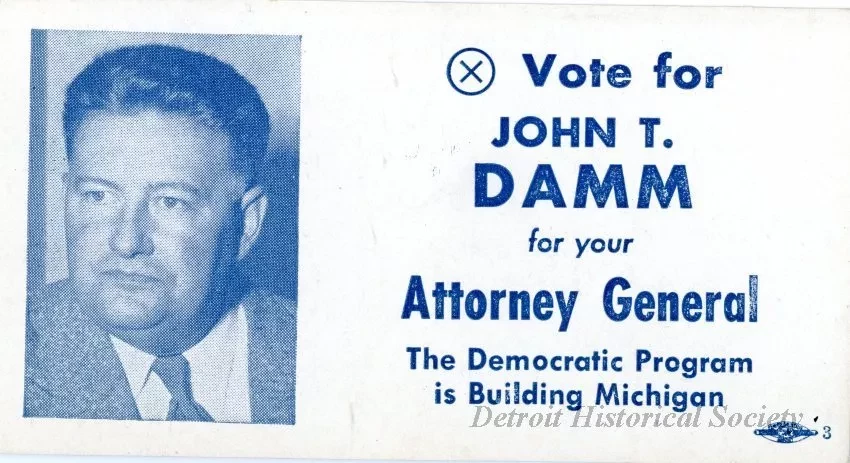 Vote for
JOHN T.
DAMM
for your
Attorney General
The Democratic Program
is Building Michigan
Detroit Historical Society
3